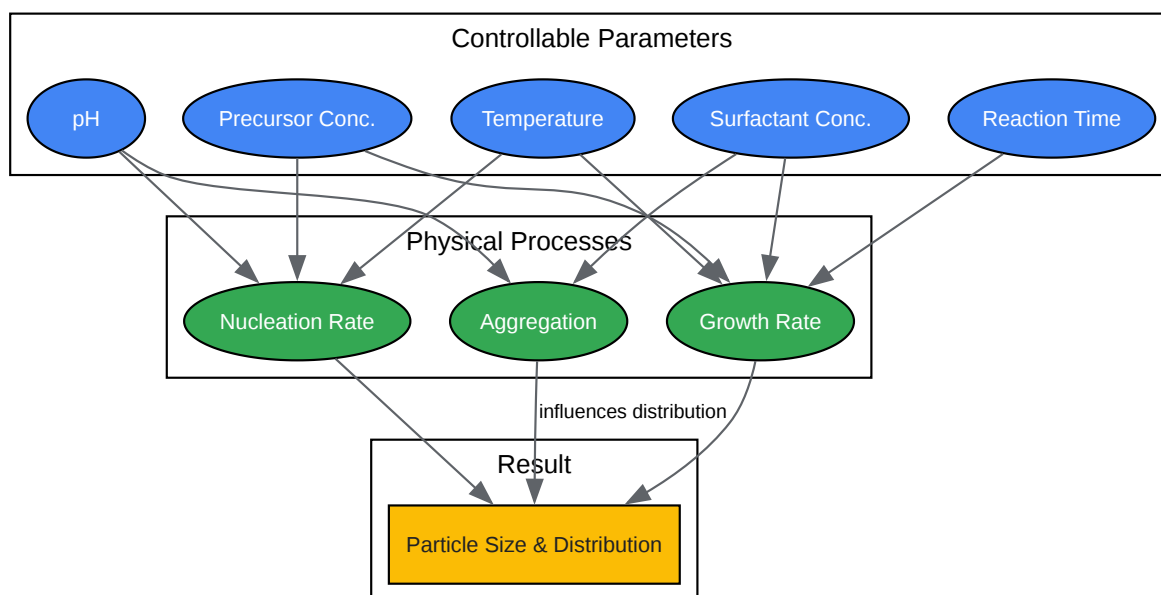 Controllable Parameters
pH
Precursor Conc.
Temperature
Surfactant Conc.
Reaction Time
Physical Processes
Nucleation Rate
Aggregation
Growth Rate
influences distribution
Result
Particle Size & Distribution